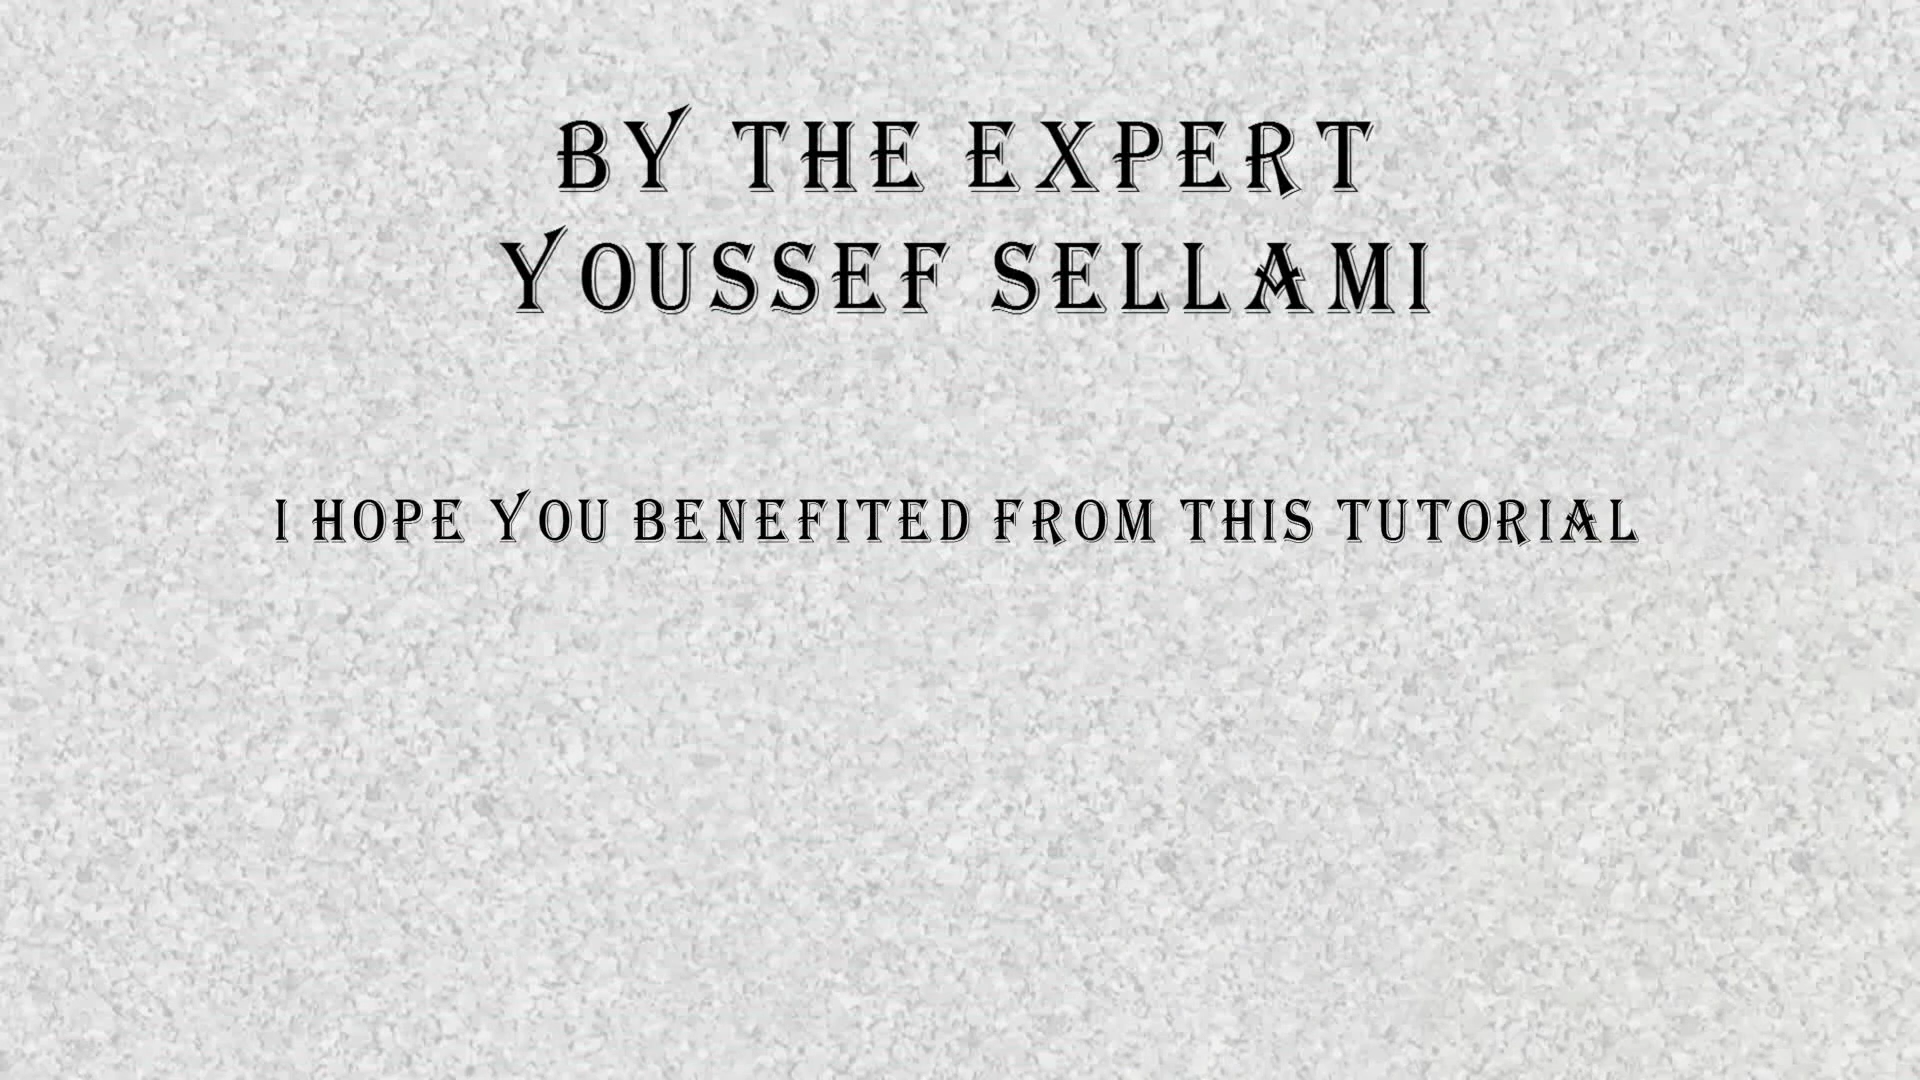 BY THE EXPERT
YOUSSEF SELLAMI
I HOPE YOU BENEFITED FROM THIS TUTORIAL